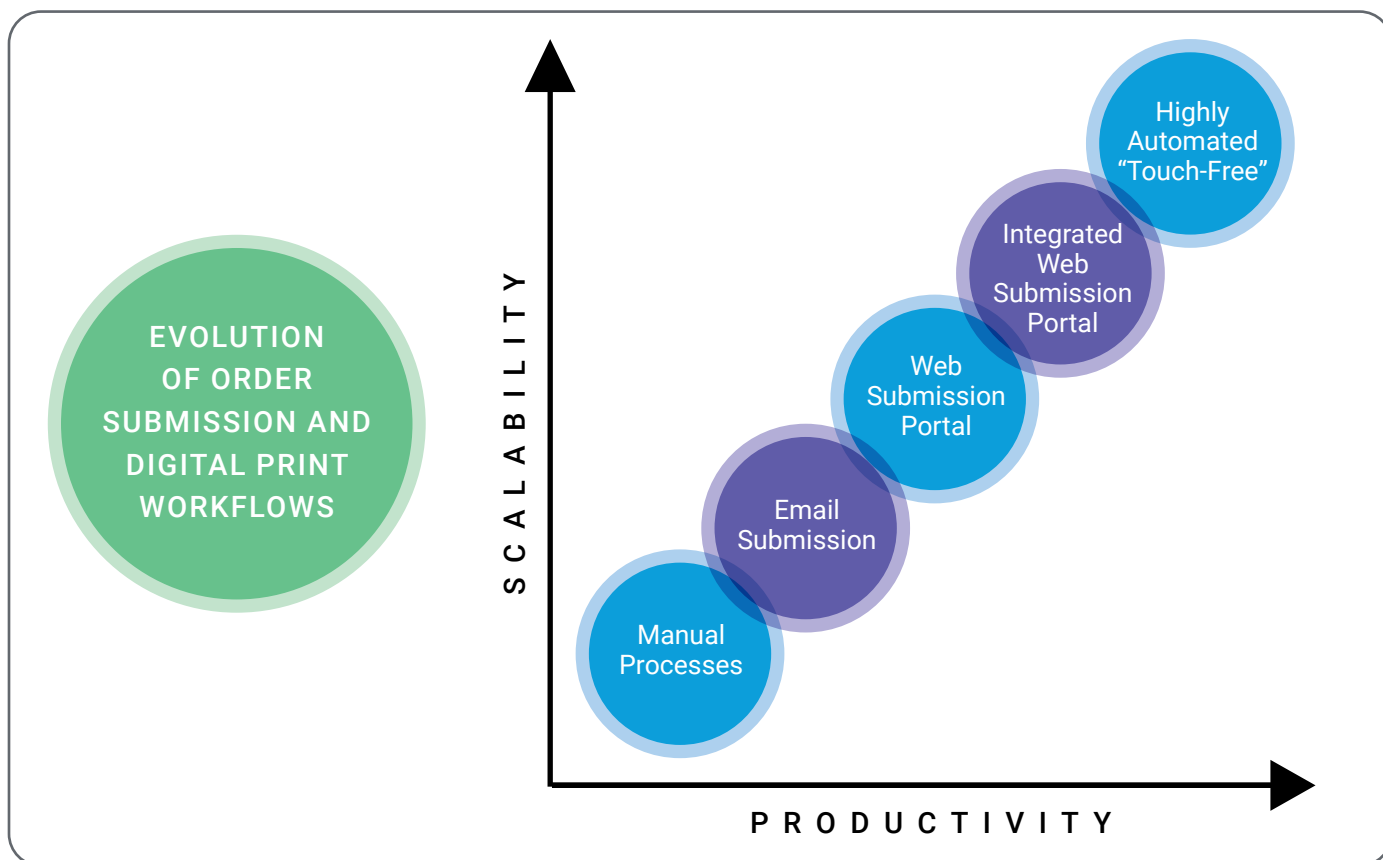 EVOLUTION
OF ORDER
SUBMISSION AND
DIGITAL PRINT
WORKFLOWS
SCALABILITY
Highly
Automated
“Touch-Free”
Integrated
Web
Submission
Portal
Web
Submission
Portal
Email
Submission
Manual
Processes
PRODUCTIVITY